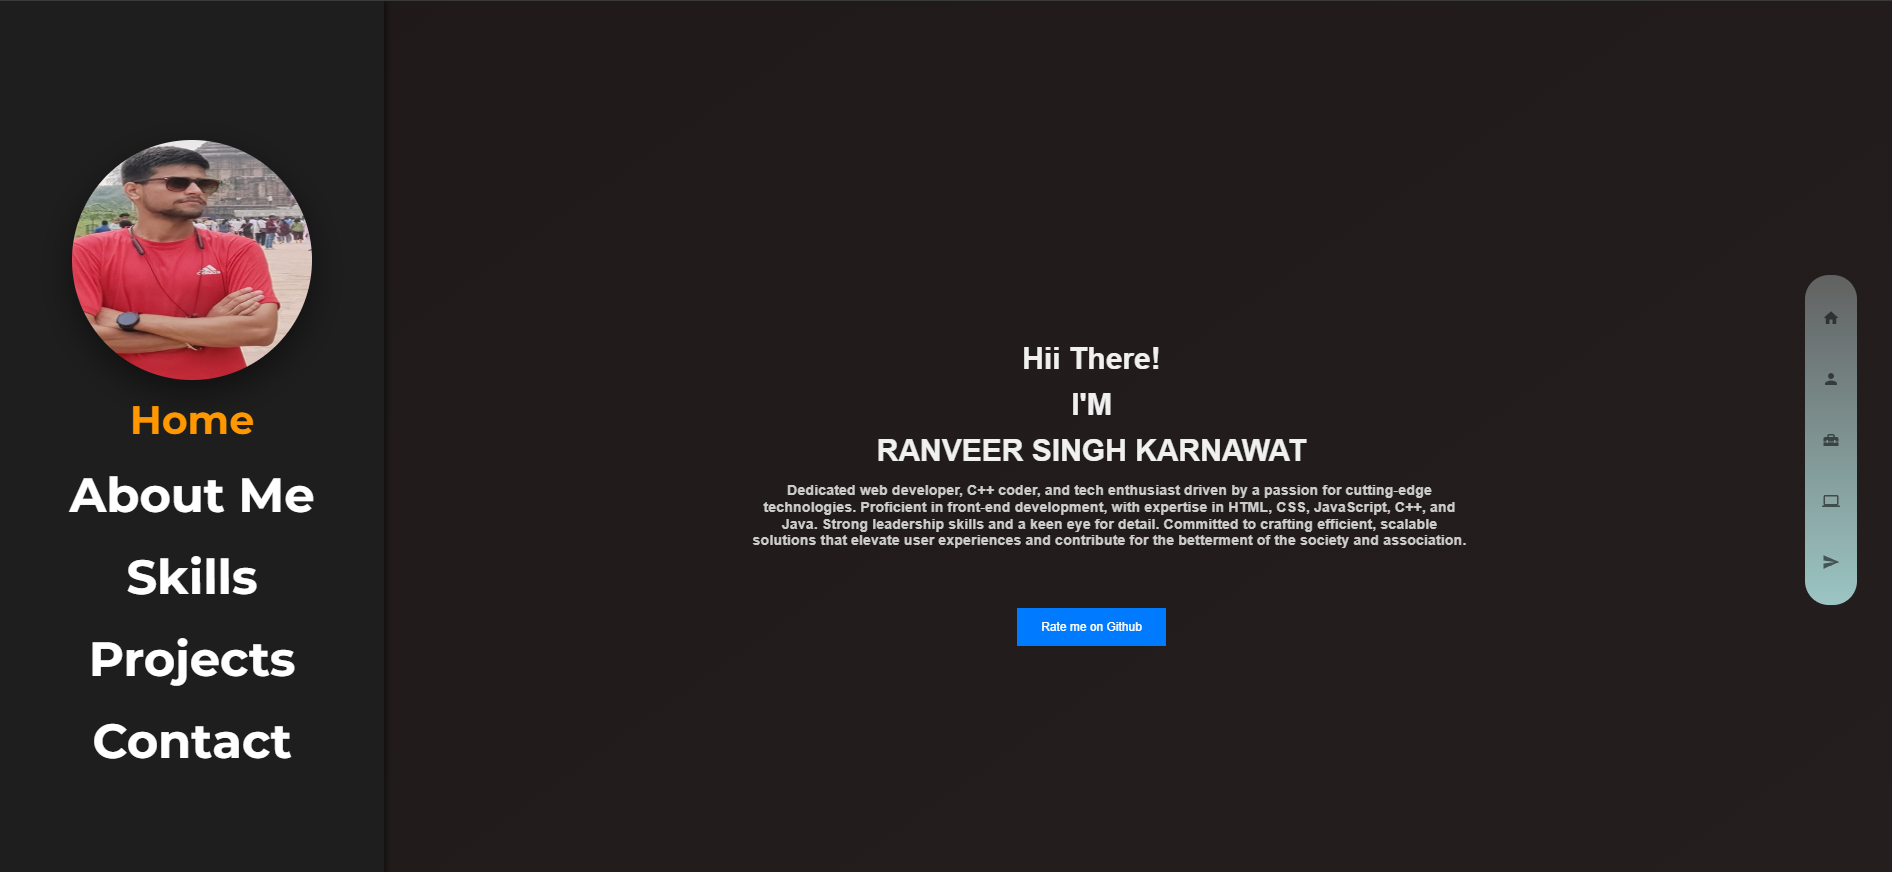 Home
About Me
Skills
Projects
Contact
Hii There!
I'M
RANVEER SINGH KARNAWAT
Dedicated web developer, C++ coder, and tech enthusiast driven by a passion for cutting-edge
technologies. Proficient in front-end development, with expertise in HTML, CSS, JavaScript, C++, and
Java. Strong leadership skills and a keen eye for detail. Committed to crafting efficient, scalable
solutions that elevate user experiences and contribute for the betterment of the society and association.
Rate me on Github